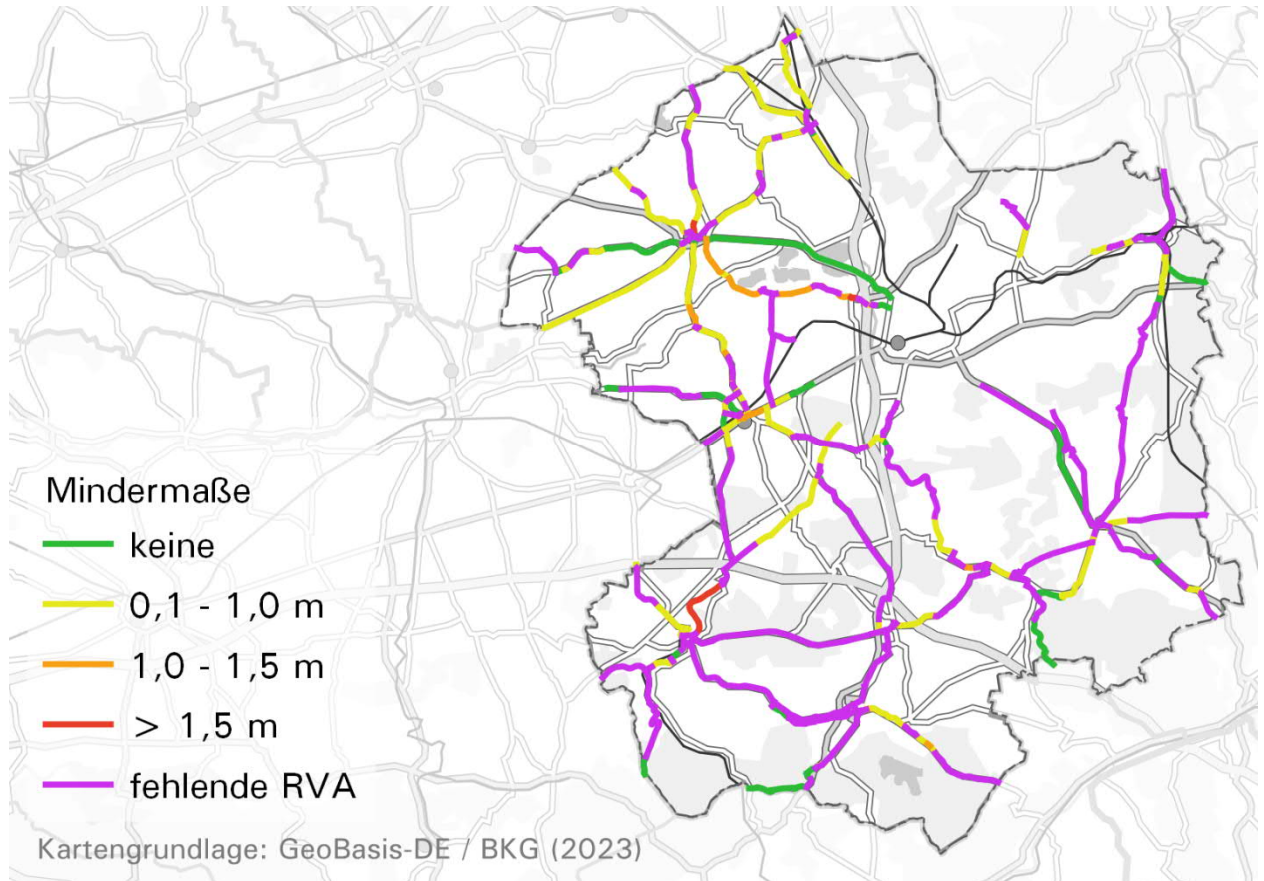 Mindermaße
keine
0,1 - 1,0 m
1,0 - 1,5 m
> 1,5 m
fehlende RVA
Kartengrundlage: GeoBasis-DE / BKG (2023)